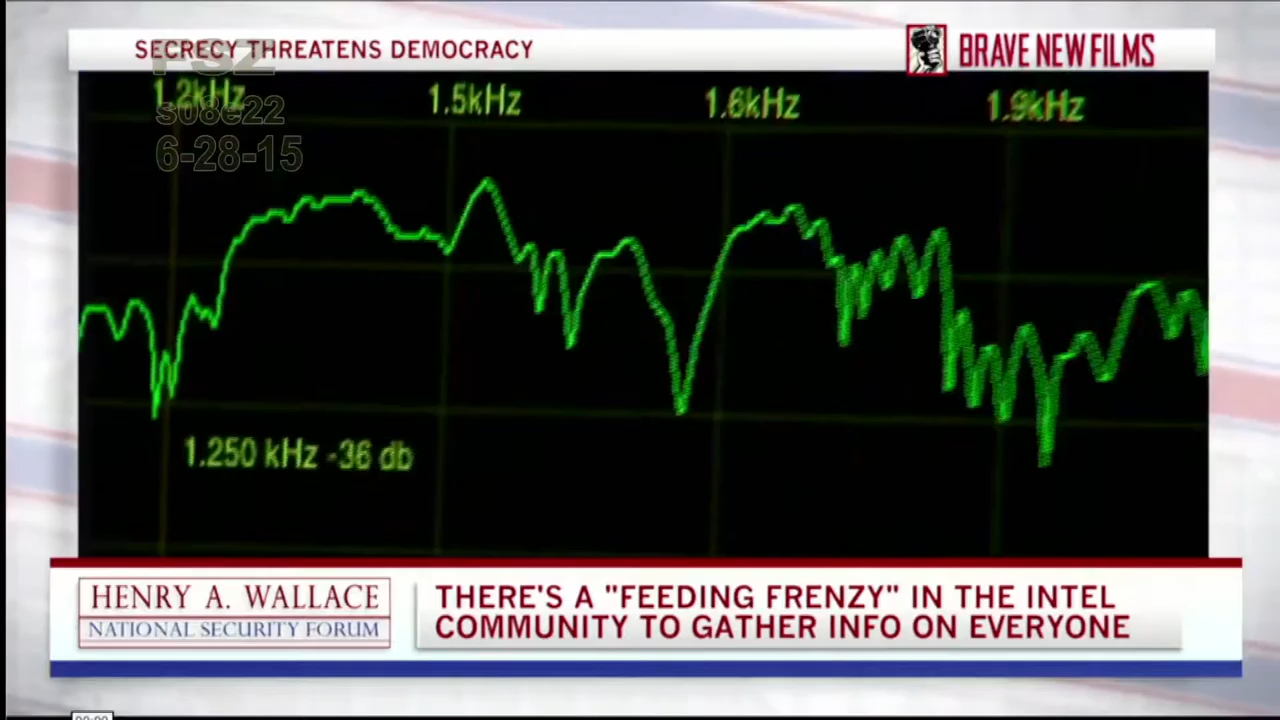 SECRECY THREATENS DEMOCRACY
BRAVE NEW FILMS
FSZ
s08e22
6-28-15
1.2kHz
1.5kHz
1.6kHz
1.9kHz
1.250 kHz -36 db
HENRY A. WALLACE
NATIONAL SECURITY FORUM
THERE'S A "FEEDING FRENZY" IN THE INTEL
COMMUNITY TO GATHER INFO ON EVERYONE